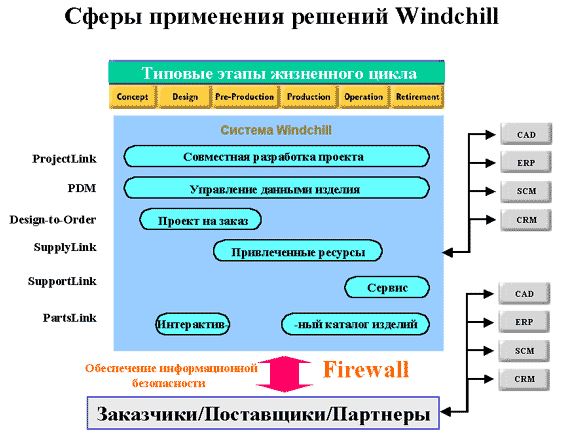 Сферы применения решений Windchill
Типовые этапы жизненного цикла
Concept Design Pre-Production Production Operation Retirement
Система Windchill
ProjectLink Совместная разработка проекта
PDM Управление данными изделия
Design-to-Order Проект на заказ
SupplyLink Привлеченные ресурсы
SupportLink Сервис
PartsLink Интерактив- -ный каталог изделий
CAD
ERP
SCM
CRM
CAD
ERP
SCM
CRM
Обеспечение информационной
безопасности
Firewall
Заказчики/Поставщики/Партнеры